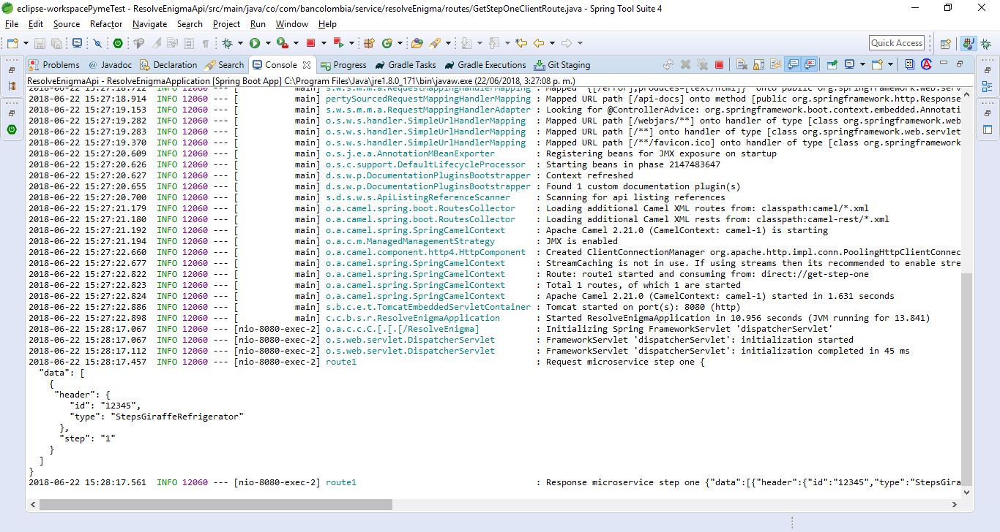 eclipse-workspacePymeTest - ResolveEnigmaApi/src/main/java/co/com/bancolombia/service/resolveEnigma/routes/GetStepOneClientRoute.java - Spring Tool Suite 4
File Edit Source Refactor Navigate Search Project Run Window Help
Quick Access
Problems @ Javadoc Declaration Search Console Progress Gradle Tasks Gradle Executions Git Staging
ResolveEnigmaApi - ResolveEnigmaApplication [Spring Boot App] C:\Program Files\Java\jre1.8.0_171\bin\javaw.exe (22/06/2018, 3:27:08 p. m.)
2018-06-22 15:27:18.712 INFO 12060 --- [ main] s.w.s.m.m.a.RequestMappingHandlerMapping : Mapped "{[/error],produces=[text/html]}" onto public org.springframework.web.serv
2018-06-22 15:27:18.914 INFO 12060 --- [ main] pertySourcedRequestMappingHandlerMapping : Mapped URL path [/api-docs] onto method [public org.springframework.http.Response
2018-06-22 15:27:19.153 INFO 12060 --- [ main] s.w.s.m.m.a.RequestMappingHandlerAdapter : Looking for @ControllerAdvice: org.springframework.boot.context.embedded.Annotati
2018-06-22 15:27:19.282 INFO 12060 --- [ main] o.s.w.s.handler.SimpleUrlHandlerMapping : Mapped URL path [/webjars/**] onto handler of type [class org.springframework.web
2018-06-22 15:27:19.283 INFO 12060 --- [ main] o.s.w.s.handler.SimpleUrlHandlerMapping : Mapped URL path [/**] onto handler of type [class org.springframework.web.servlet
2018-06-22 15:27:19.370 INFO 12060 --- [ main] o.s.w.s.handler.SimpleUrlHandlerMapping : Mapped URL path [/**/favicon.ico] onto handler of type [class org.springframework
2018-06-22 15:27:20.609 INFO 12060 --- [ main] o.s.j.e.a.AnnotationMBeanExporter : Registering beans for JMX exposure on startup
2018-06-22 15:27:20.626 INFO 12060 --- [ main] o.s.c.support.DefaultLifecycleProcessor : Starting beans in phase 2147483647
2018-06-22 15:27:20.627 INFO 12060 --- [ main] d.s.w.p.DocumentationPluginsBootstrapper : Context refreshed
2018-06-22 15:27:20.655 INFO 12060 --- [ main] d.s.w.p.DocumentationPluginsBootstrapper : Found 1 custom documentation plugin(s)
2018-06-22 15:27:20.700 INFO 12060 --- [ main] s.d.s.w.s.ApiListingReferenceScanner : Scanning for api listing references
2018-06-22 15:27:21.179 INFO 12060 --- [ main] o.a.camel.spring.boot.RoutesCollector : Loading additional Camel XML routes from: classpath:camel/*.xml
2018-06-22 15:27:21.180 INFO 12060 --- [ main] o.a.camel.spring.boot.RoutesCollector : Loading additional Camel XML rests from: classpath:camel-rest/*.xml
2018-06-22 15:27:21.192 INFO 12060 --- [ main] o.a.camel.spring.SpringCamelContext : Apache Camel 2.21.0 (CamelContext: camel-1) is starting
2018-06-22 15:27:21.194 INFO 12060 --- [ main] o.a.c.m.ManagedManagementStrategy : JMX is enabled
2018-06-22 15:27:22.660 INFO 12060 --- [ main] o.a.camel.component.http4.HttpComponent : Created ClientConnectionManager org.apache.http.impl.conn.PoolingHttpClientConnec
2018-06-22 15:27:22.677 INFO 12060 --- [ main] o.a.camel.spring.SpringCamelContext : StreamCaching is not in use. If using streams then its recommended to enable stre
2018-06-22 15:27:22.822 INFO 12060 --- [ main] o.a.camel.spring.SpringCamelContext : Route: route1 started and consuming from: direct://get-step-one
2018-06-22 15:27:22.823 INFO 12060 --- [ main] o.a.camel.spring.SpringCamelContext : Total 1 routes, of which 1 are started
2018-06-22 15:27:22.824 INFO 12060 --- [ main] o.a.camel.spring.SpringCamelContext : Apache Camel 2.21.0 (CamelContext: camel-1) started in 1.631 seconds
2018-06-22 15:27:22.886 INFO 12060 --- [ main] s.b.c.e.t.TomcatEmbeddedServletContainer : Tomcat started on port(s): 8080 (http)
2018-06-22 15:27:22.898 INFO 12060 --- [ main] c.c.b.s.r.ResolveEnigmaApplication : Started ResolveEnigmaApplication in 10.956 seconds (JVM running for 13.841)
2018-06-22 15:28:17.067 INFO 12060 --- [nio-8080-exec-2] o.a.c.c.C.[.[.[/ResolveEnigma] : Initializing Spring FrameworkServlet 'dispatcherServlet'
2018-06-22 15:28:17.067 INFO 12060 --- [nio-8080-exec-2] o.s.web.servlet.DispatcherServlet : FrameworkServlet 'dispatcherServlet': initialization started
2018-06-22 15:28:17.112 INFO 12060 --- [nio-8080-exec-2] o.s.web.servlet.DispatcherServlet : FrameworkServlet 'dispatcherServlet': initialization completed in 45 ms
2018-06-22 15:28:17.457 INFO 12060 --- [nio-8080-exec-2] route1 : Request microservice step one {
"data": [
{
"header": {
"id": "12345",
"type": "StepsGiraffeRefrigerator"
},
"step": "1"
}
]
}
2018-06-22 15:28:17.561 INFO 12060 --- [nio-8080-exec-2] route1 : Response microservice step one {"data":[{"header":{"id":"12345","type":"StepsGira